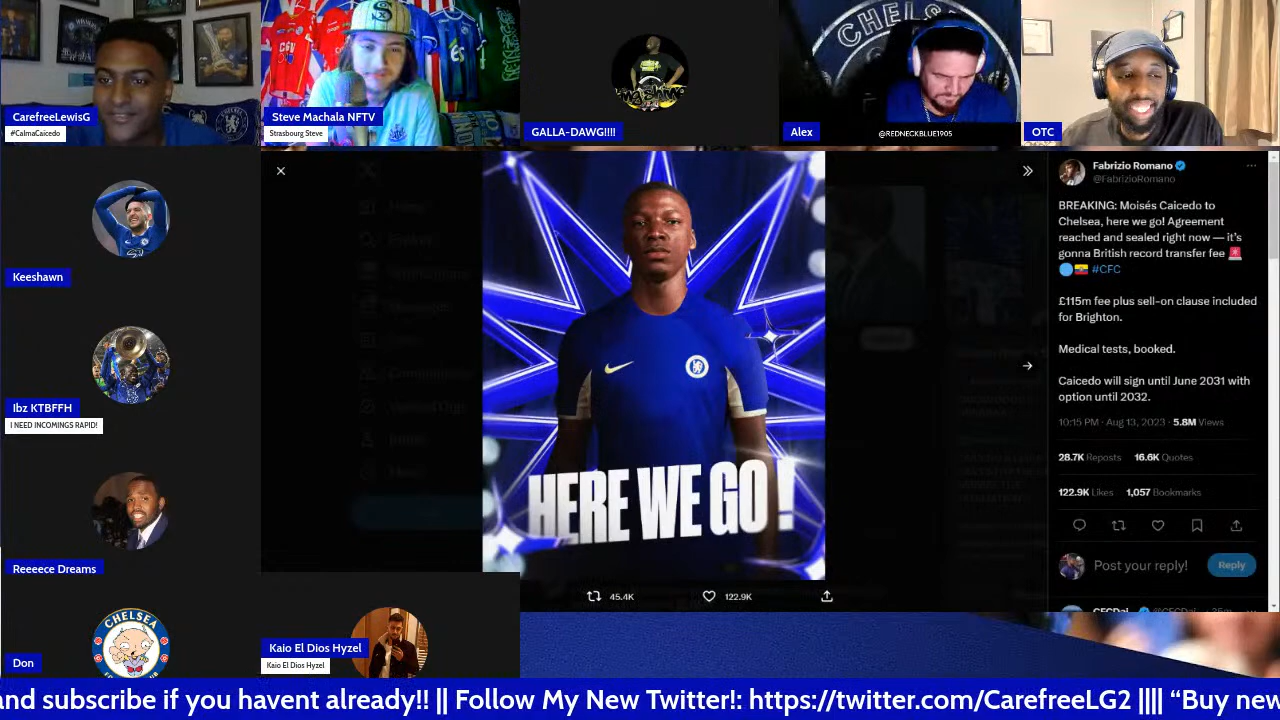 CHELSEA
CarefreeLewisG
#CalmaCaicedo
Steve Machala NFTV
Strasbourg Steve
GALLA-DAWG!!!!
Alex
@REDNECKBLUE1905
OTC
Keeshawn
Ibz KTBFFH
I NEED INCOMINGS RAPID!
Reeeece Dreams
CHELSEA
Don
Kaio El Dios Hyzel
Kaio El Dios Hyzel
HERE WE GO !
45.4K
122.9K
Fabrizio Romano
@FabrizioRomano
BREAKING: Moisés Caicedo to
Chelsea, here we go! Agreement
reached and sealed right now — it's
gonna British record transfer fee 🚨
🔵🇪🇨 #CFC
£115m fee plus sell-on clause included
for Brighton.
Medical tests, booked.
Caicedo will sign until June 2031 with
option until 2032.
10:15 PM · Aug 13, 2023 · 5.8M Views
28.7K Reposts 16.6K Quotes
122.9K Likes 1,057 Bookmarks
Post your reply!
Reply
and subscribe if you havent already!! || Follow My New Twitter!: https://twitter.com/CarefreeLG2 |||| “Buy new